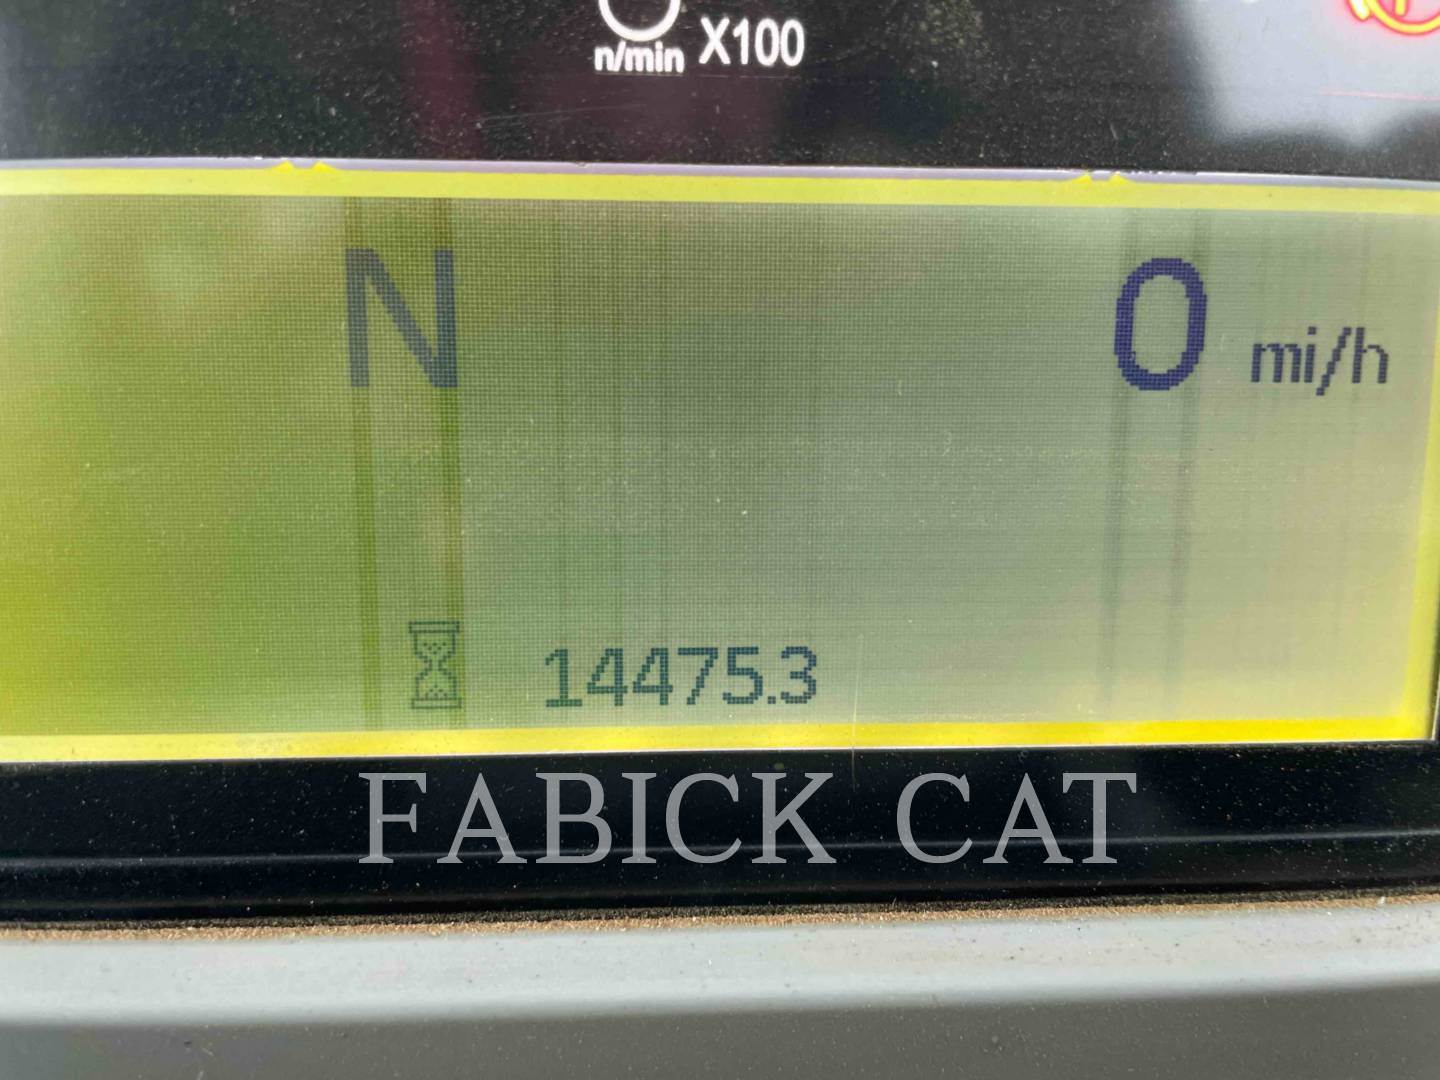 n/min X100
N 0 mi/h
14475.3
FABICK CAT